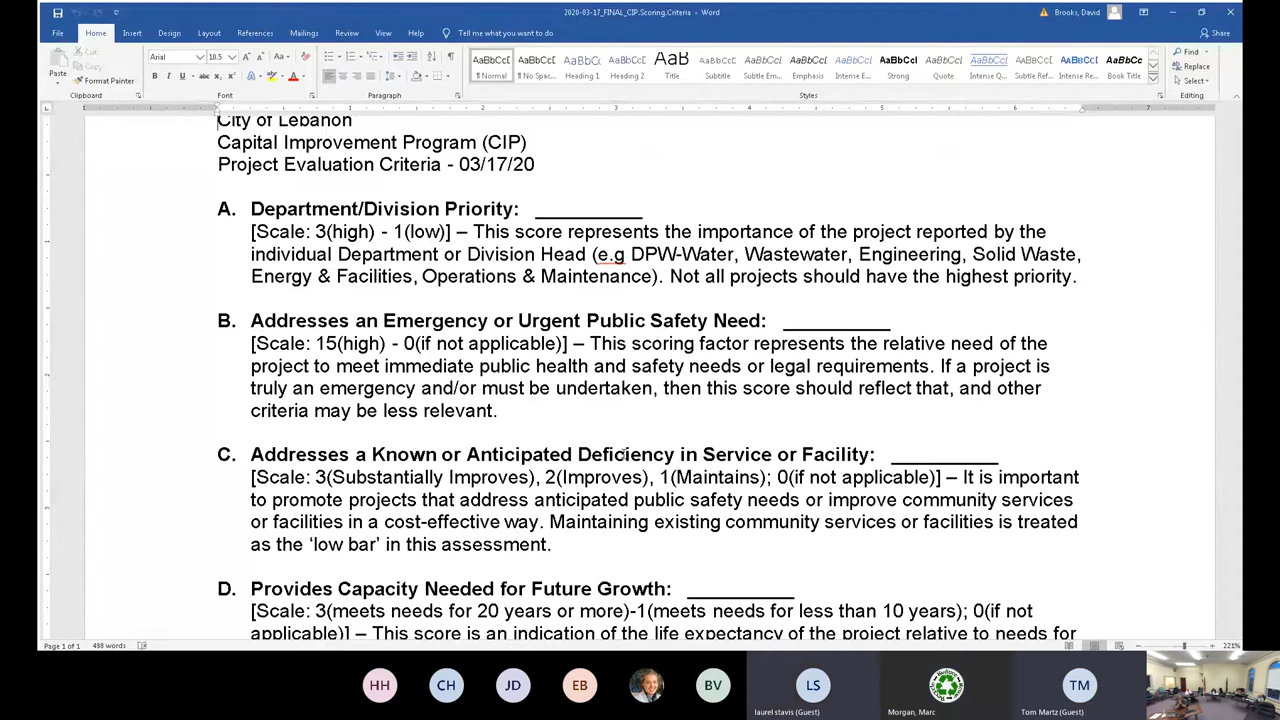 2020-03-17_FINAL_CIP.Scoring.Criteria - Word
Brooks, David
File Home Insert Design Layout References Mailings Review View Help Tell me what you want to do Share
Paste
Cut
Copy
Format Painter
Clipboard
Arial 10.5
Font
Paragraph
AaBbCcI AaBbCcI AaBbCc AaBbCcI AaB AaBbCcD AaBbCcI AaBbCcI AaBbCcI AaBbCcI AaBbCcI AaBbCcI AaBbCcI AaBbCcI AaBbCc
¶ Normal ¶ No Spac... Heading 1 Heading 2 Title Subtitle Subtle Em... Emphasis Intense E... Strong Quote Intense Q... Subtle Ref... Intense Re... Book Title
Styles
Find
Replace
Select
Editing
City of Lebanon
Capital Improvement Program (CIP)
Project Evaluation Criteria - 03/17/20
A. Department/Division Priority: __________
[Scale: 3(high) - 1(low)] – This score represents the importance of the project reported by the
individual Department or Division Head (e.g DPW-Water, Wastewater, Engineering, Solid Waste,
Energy & Facilities, Operations & Maintenance). Not all projects should have the highest priority.
B. Addresses an Emergency or Urgent Public Safety Need: __________
[Scale: 15(high) - 0(if not applicable)] – This scoring factor represents the relative need of the
project to meet immediate public health and safety needs or legal requirements. If a project is
truly an emergency and/or must be undertaken, then this score should reflect that, and other
criteria may be less relevant.
C. Addresses a Known or Anticipated Deficiency in Service or Facility: __________
[Scale: 3(Substantially Improves), 2(Improves), 1(Maintains); 0(if not applicable)] – It is important
to promote projects that address anticipated public safety needs or improve community services
or facilities in a cost-effective way. Maintaining existing community services or facilities is treated
as the ‘low bar’ in this assessment.
D. Provides Capacity Needed for Future Growth: __________
[Scale: 3(meets needs for 20 years or more)-1(meets needs for less than 10 years); 0(if not
applicable)] – This score is an indication of the life expectancy of the project relative to needs for
Page 1 of 1 498 words 221%
HH CH JD EB BV LS TM
laurel stavis (Guest) Morgan, Marc Tom Martz (Guest)